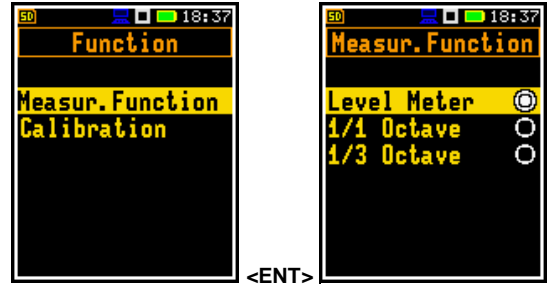 SD 18:37
Function
Measur.Function
Calibration
<ENT>
SD 18:37
Measur.Function
Level Meter
1/1 Octave
1/3 Octave